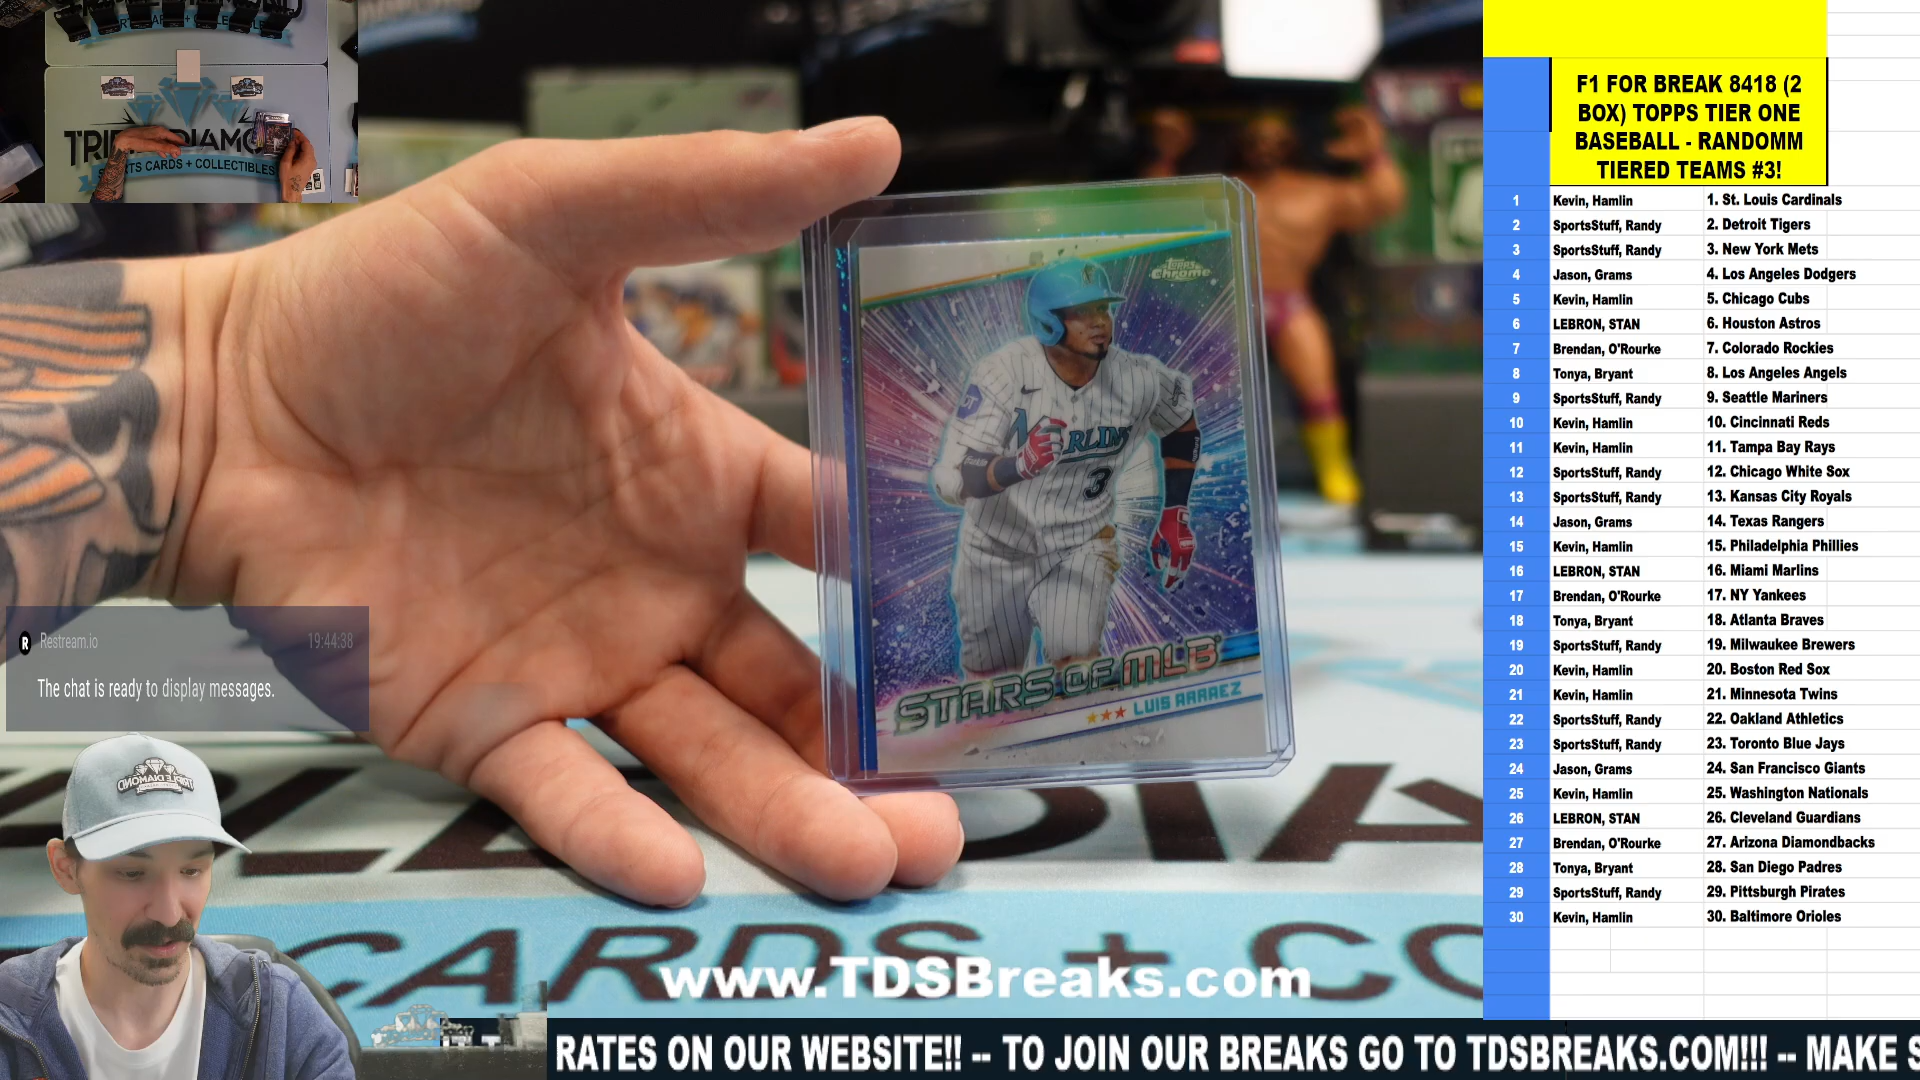 F1 FOR BREAK 8418 (2
BOX) TOPPS TIER ONE
BASEBALL - RANDOMM
TIERED TEAMS #3!
1 Kevin, Hamlin 1. St. Louis Cardinals
2 SportsStuff, Randy 2. Detroit Tigers
3 SportsStuff, Randy 3. New York Mets
4 Jason, Grams 4. Los Angeles Dodgers
5 Kevin, Hamlin 5. Chicago Cubs
6 LEBRON, STAN 6. Houston Astros
7 Brendan, O'Rourke 7. Colorado Rockies
8 Tonya, Bryant 8. Los Angeles Angels
9 SportsStuff, Randy 9. Seattle Mariners
10 Kevin, Hamlin 10. Cincinnati Reds
11 Kevin, Hamlin 11. Tampa Bay Rays
12 SportsStuff, Randy 12. Chicago White Sox
13 SportsStuff, Randy 13. Kansas City Royals
14 Jason, Grams 14. Texas Rangers
15 Kevin, Hamlin 15. Philadelphia Phillies
16 LEBRON, STAN 16. Miami Marlins
17 Brendan, O'Rourke 17. NY Yankees
18 Tonya, Bryant 18. Atlanta Braves
19 SportsStuff, Randy 19. Milwaukee Brewers
20 Kevin, Hamlin 20. Boston Red Sox
21 Kevin, Hamlin 21. Minnesota Twins
22 SportsStuff, Randy 22. Oakland Athletics
23 SportsStuff, Randy 23. Toronto Blue Jays
24 Jason, Grams 24. San Francisco Giants
25 Kevin, Hamlin 25. Washington Nationals
26 LEBRON, STAN 26. Cleveland Guardians
27 Brendan, O'Rourke 27. Arizona Diamondbacks
28 Tonya, Bryant 28. San Diego Padres
29 SportsStuff, Randy 29. Pittsburgh Pirates
30 Kevin, Hamlin 30. Baltimore Orioles
TOPPS
Chrome
MARLINS
3
STARS OF MLB
LUIS ARRAEZ
Restream.io 19:44:38
The chat is ready to display messages.
CARDS + CO
www.TDSBreaks.com
RATES ON OUR WEBSITE!! -- TO JOIN OUR BREAKS GO TO TDSBREAKS.COM!!! -- MAKE S